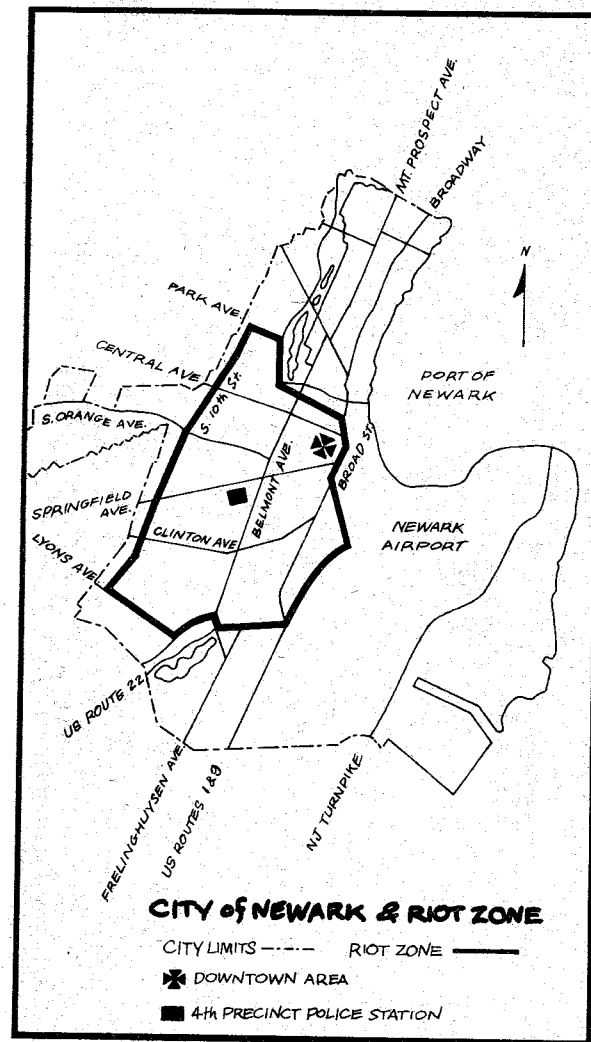 MT. PROSPECT AVE.
BROADWAY
N
PARK AVE.
CENTRAL AVE
S. 10th St.
PORT OF
NEWARK
S. ORANGE AVE.
BELMONT AVE.
BROAD ST.
SPRINGFIELD
AVE.
CLINTON AVE
NEWARK
AIRPORT
LYONS AVE
US ROUTE 22
FRELINGHUYSEN AVE
US ROUTES 1 & 9
NJ TURNPIKE
CITY of NEWARK & RIOT ZONE
CITY LIMITS
RIOT ZONE
DOWNTOWN AREA
4th PRECINCT POLICE STATION